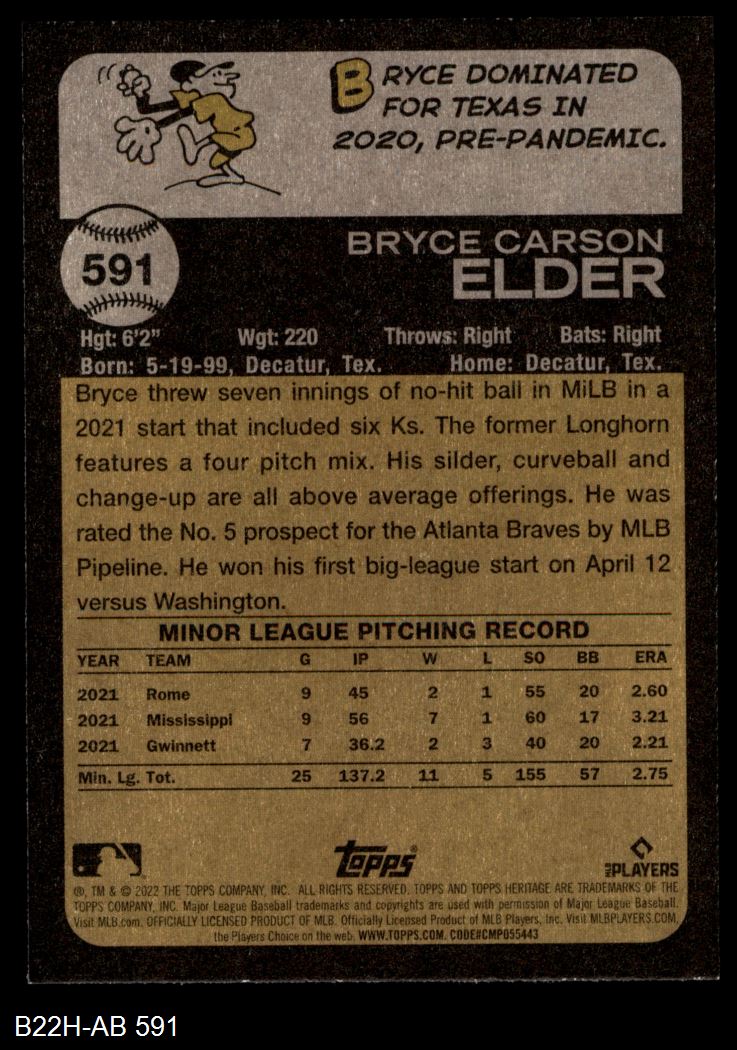 BRYCE DOMINATED
FOR TEXAS IN
2020, PRE-PANDEMIC.
591
BRYCE CARSON
ELDER
Hgt: 6'2" Wgt: 220 Throws: Right Bats: Right
Born: 5-19-99, Decatur, Tex. Home: Decatur, Tex.
Bryce threw seven innings of no-hit ball in MiLB in a
2021 start that included six Ks. The former Longhorn
features a four pitch mix. His silder, curveball and
change-up are all above average offerings. He was
rated the No. 5 prospect for the Atlanta Braves by MLB
Pipeline. He won his first big-league start on April 12
versus Washington.
MINOR LEAGUE PITCHING RECORD
YEAR TEAM G IP W L SO BB ERA
2021 Rome 9 45 2 1 55 20 2.60
2021 Mississippi 9 56 7 1 60 17 3.21
2021 Gwinnett 7 36.2 2 3 40 20 2.21
Min. Lg. Tot. 25 137.2 11 5 155 57 2.75
TOPPS®
MLB PLAYERS
®, TM & © 2022 THE TOPPS COMPANY, INC. ALL RIGHTS RESERVED. TOPPS AND TOPPS HERITAGE ARE TRADEMARKS OF THE
TOPPS COMPANY, INC. Major League Baseball trademarks and copyrights are used with permission of Major League Baseball.
Visit MLB.com. OFFICIALLY LICENSED PRODUCT OF MLB. Officially Licensed Product of MLB Players, Inc. Visit MLBPLAYERS.COM,
the Players Choice on the web. WWW.TOPPS.COM. CODE#CMP055443
B22H-AB 591